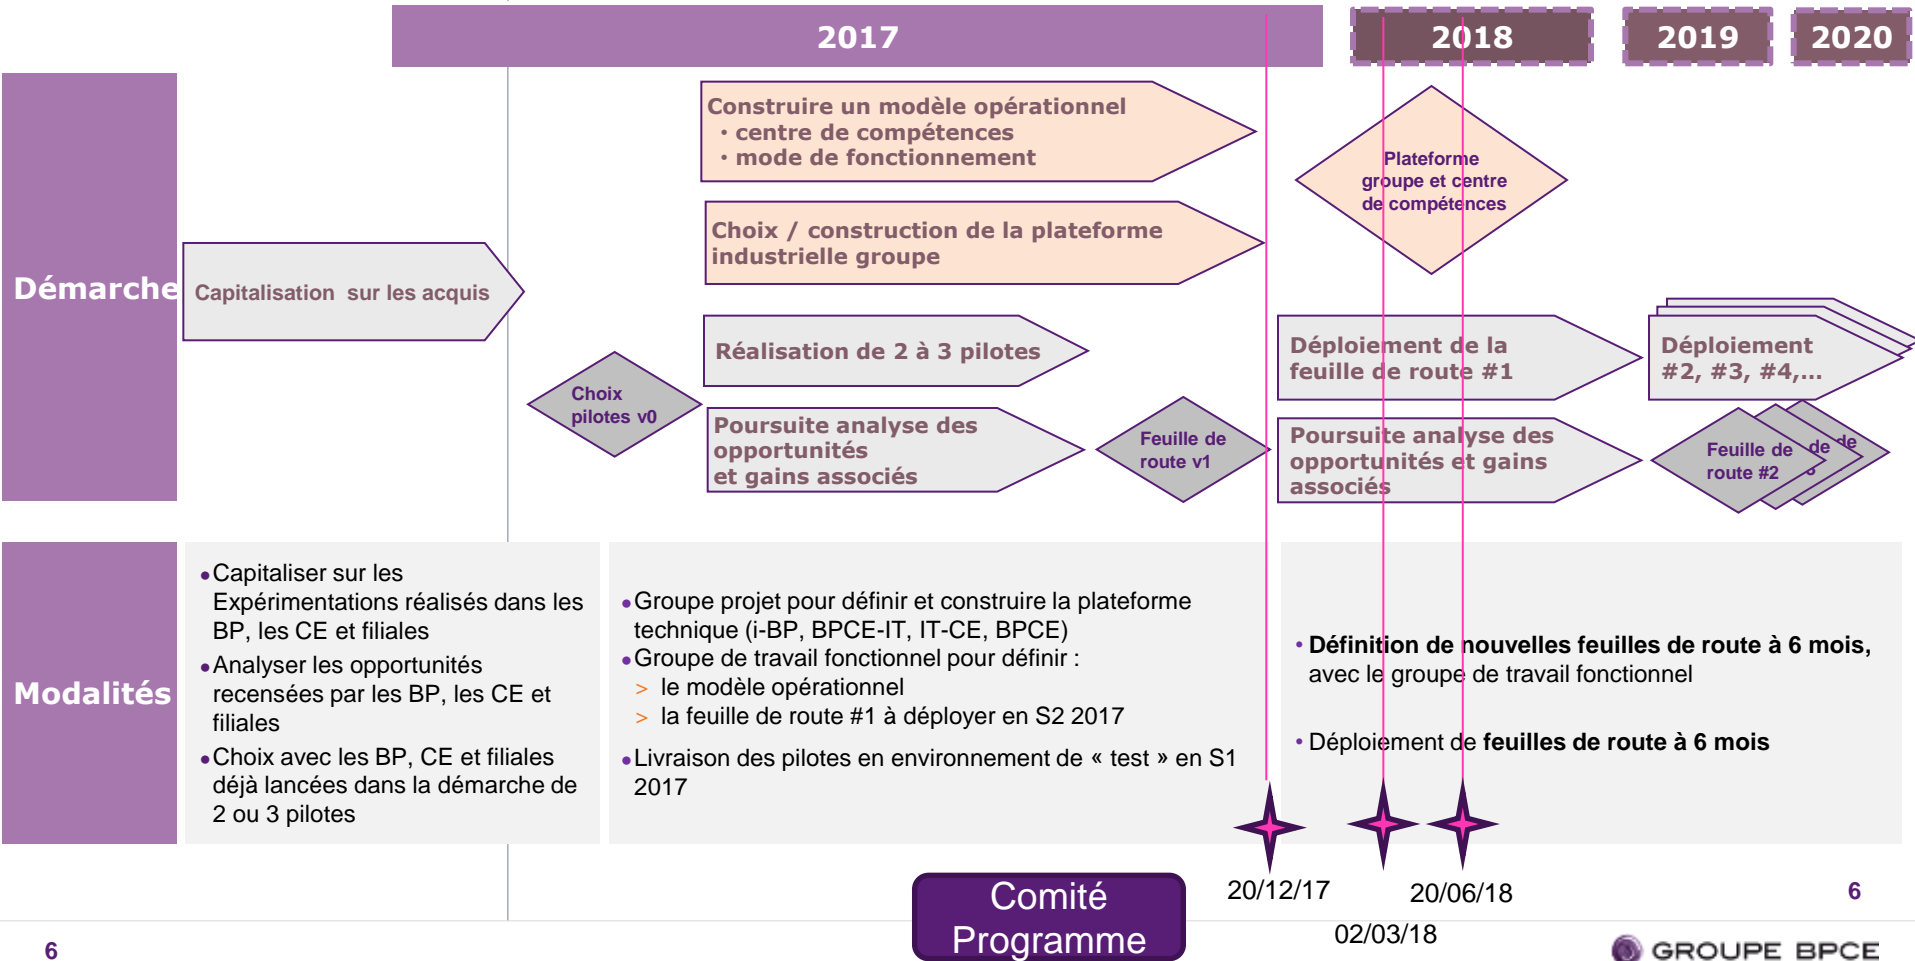 2017
2018
2019
2020
Démarche
Capitalisation sur les acquis
Construire un modèle opérationnel
• centre de compétences
• mode de fonctionnement
Choix / construction de la plateforme
industrielle groupe
Plateforme
groupe et centre
de compétences
Choix
pilotes v0
Réalisation de 2 à 3 pilotes
Poursuite analyse des
opportunités
et gains associés
Feuille de
route v1
Déploiement de la
feuille de route #1
Poursuite analyse des
opportunités et gains
associés
Déploiement
#2, #3, #4,...
Feuille de
route #2
de
de
Modalités
•Capitaliser sur les
Expérimentations réalisés dans les
BP, les CE et filiales
•Analyser les opportunités
recensées par les BP, les CE et
filiales
•Choix avec les BP, CE et filiales
déjà lancées dans la démarche de
2 ou 3 pilotes
•Groupe projet pour définir et construire la plateforme
technique (i-BP, BPCE-IT, IT-CE, BPCE)
•Groupe de travail fonctionnel pour définir :
> le modèle opérationnel
> la feuille de route #1 à déployer en S2 2017
•Livraison des pilotes en environnement de « test » en S1
2017
• Définition de nouvelles feuilles de route à 6 mois,
avec le groupe de travail fonctionnel
• Déploiement de feuilles de route à 6 mois
Comité
Programme
20/12/17
02/03/18
20/06/18
6
6
GROUPE BPCE